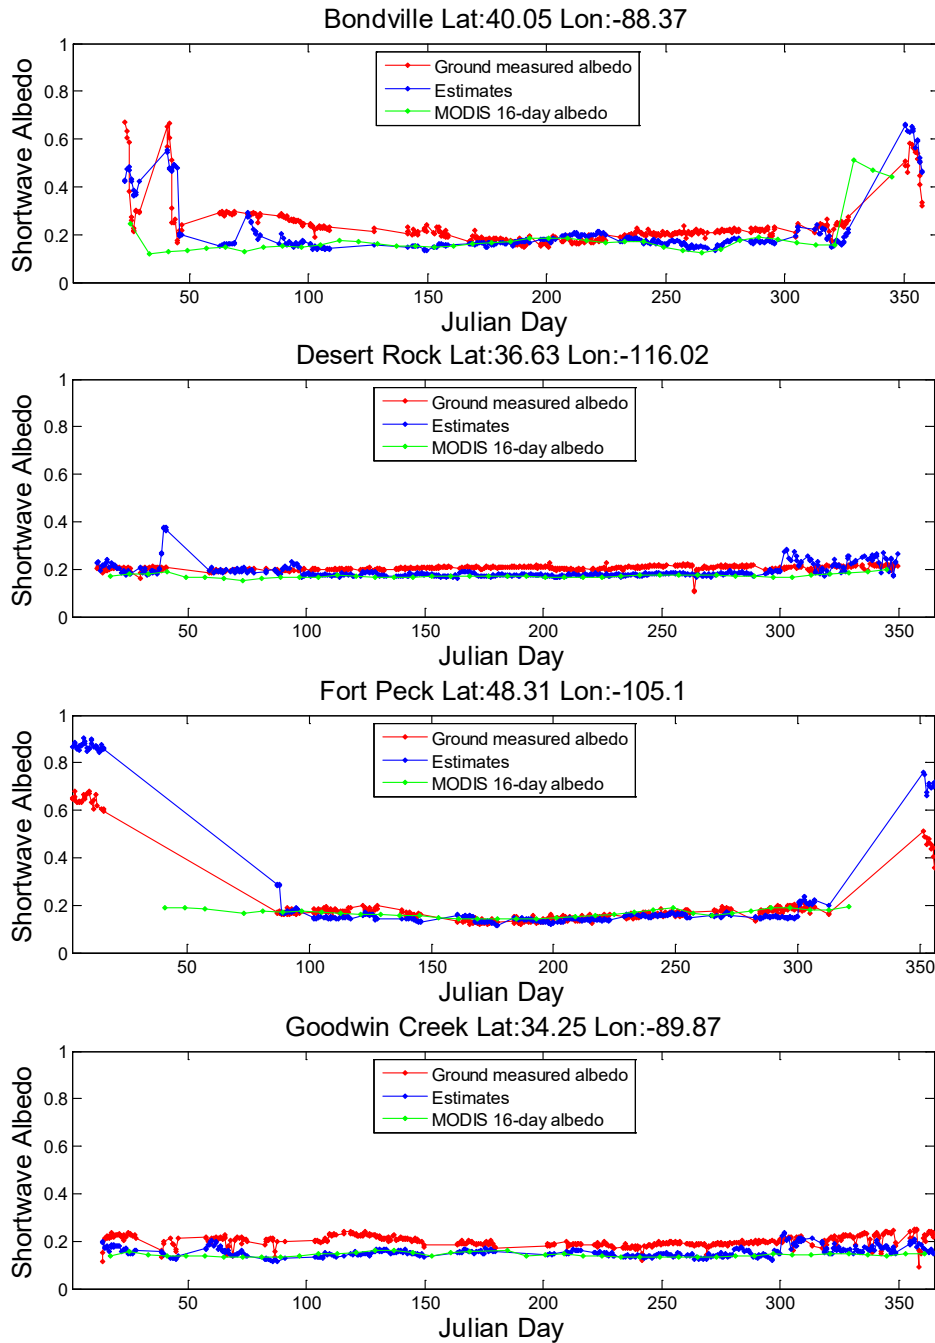 Bondville Lat:40.05 Lon:-88.37
1
0.8
0.6
0.4
0.2
0
Shortwave Albedo
Ground measured albedo
Estimates
MODIS 16-day albedo
50 100 150 200 250 300 350
Julian Day
Desert Rock Lat:36.63 Lon:-116.02
1
0.8
0.6
0.4
0.2
0
Shortwave Albedo
Ground measured albedo
Estimates
MODIS 16-day albedo
50 100 150 200 250 300 350
Julian Day
Fort Peck Lat:48.31 Lon:-105.1
1
0.8
0.6
0.4
0.2
0
Shortwave Albedo
Ground measured albedo
Estimates
MODIS 16-day albedo
50 100 150 200 250 300 350
Julian Day
Goodwin Creek Lat:34.25 Lon:-89.87
1
0.8
0.6
0.4
0.2
0
Shortwave Albedo
Ground measured albedo
Estimates
MODIS 16-day albedo
50 100 150 200 250 300 350
Julian Day